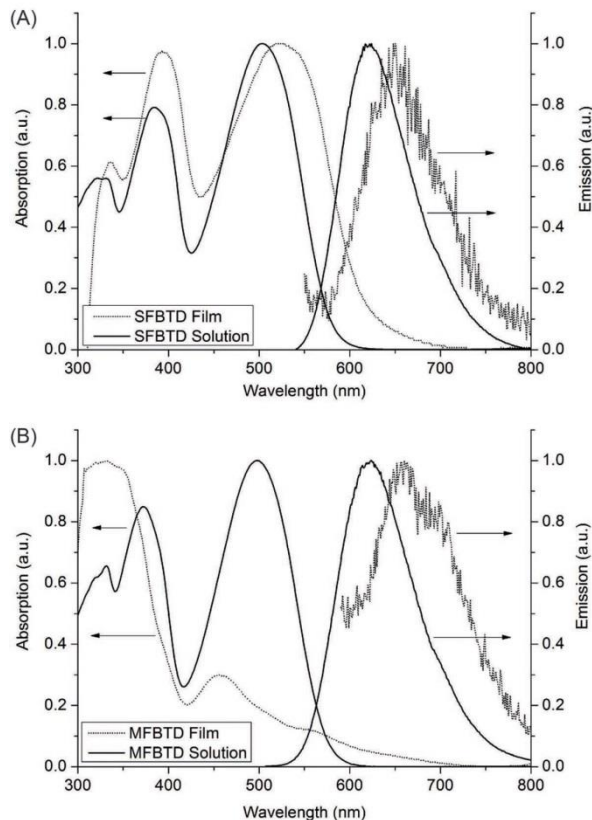 (A)
1.0
0.8
0.6
0.4
0.2
0.0
Absorption (a.u.)
1.0
0.8
0.6
0.4
0.2
0.0
Emission (a.u.)
SFBTD Film
SFBTD Solution
300 400 500 600 700 800
Wavelength (nm)
(B)
1.0
0.8
0.6
0.4
0.2
0.0
Absorption (a.u.)
1.0
0.8
0.6
0.4
0.2
0.0
Emission (a.u.)
MFBTD Film
MFBTD Solution
300 400 500 600 700 800
Wavelength (nm)